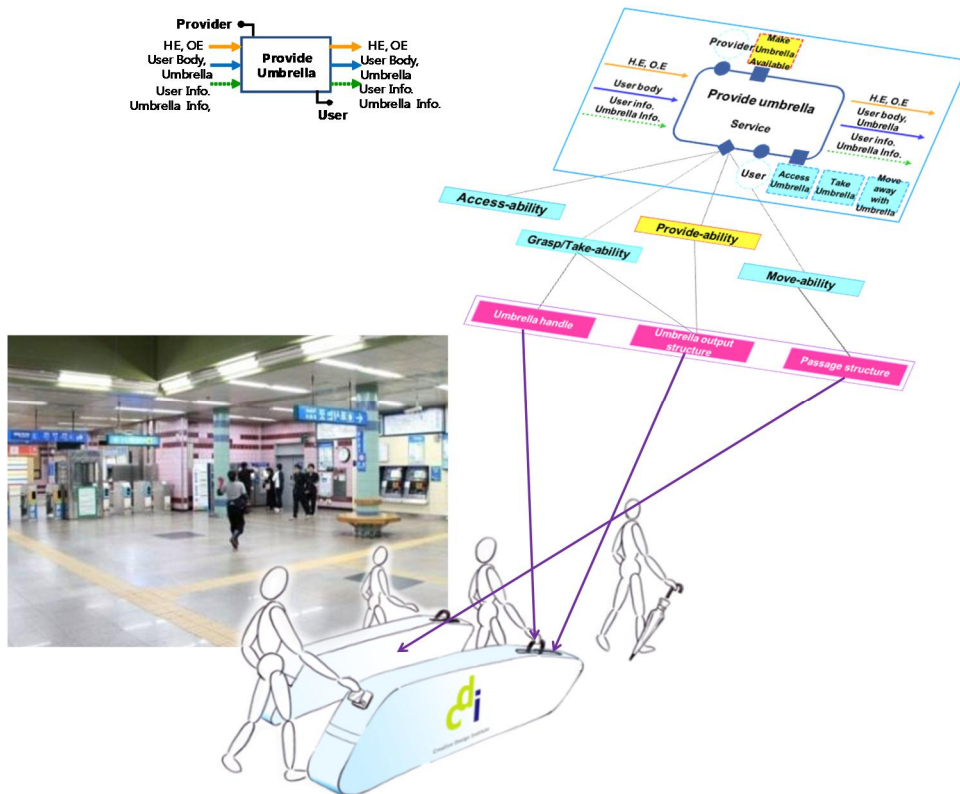 Provider
HE, OE
User Body,
Umbrella
User Info.
Umbrella Info,
Provide
Umbrella
HE, OE
User Body,
Umbrella
User Info.
Umbrella Info.
User
Provider
Make
Umbrella
Available
H.E, O.E
User body
User info.
Umbrella Info.
Provide umbrella
Service
H.E, O.E
User body,
Umbrella
User info.
Umbrella Info.
User
Access
Umbrella
Take
Umbrella
Move
away
with
Umbrella
Access-ability
Grasp/Take-ability
Provide-ability
Move-ability
Umbrella handle
Umbrella output
structure
Passage structure
cdi
Creative Design Institute